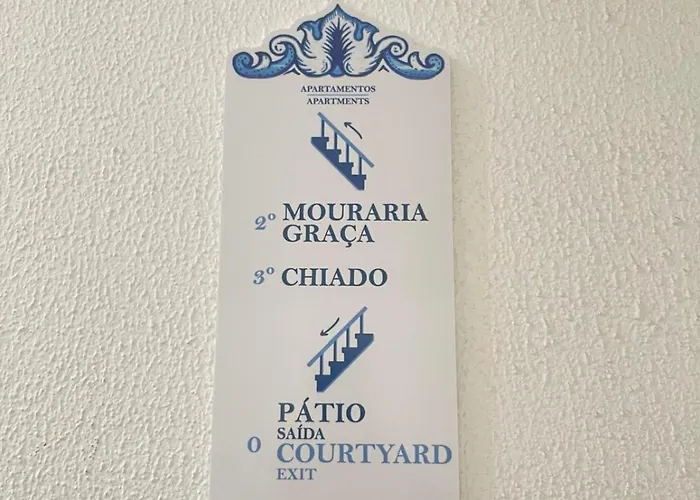 APARTAMENTOS
APARTMENTS
2º MOURARIA
GRAÇA
3º CHIADO
PÁTIO
SAÍDA
0 COURTYARD
EXIT